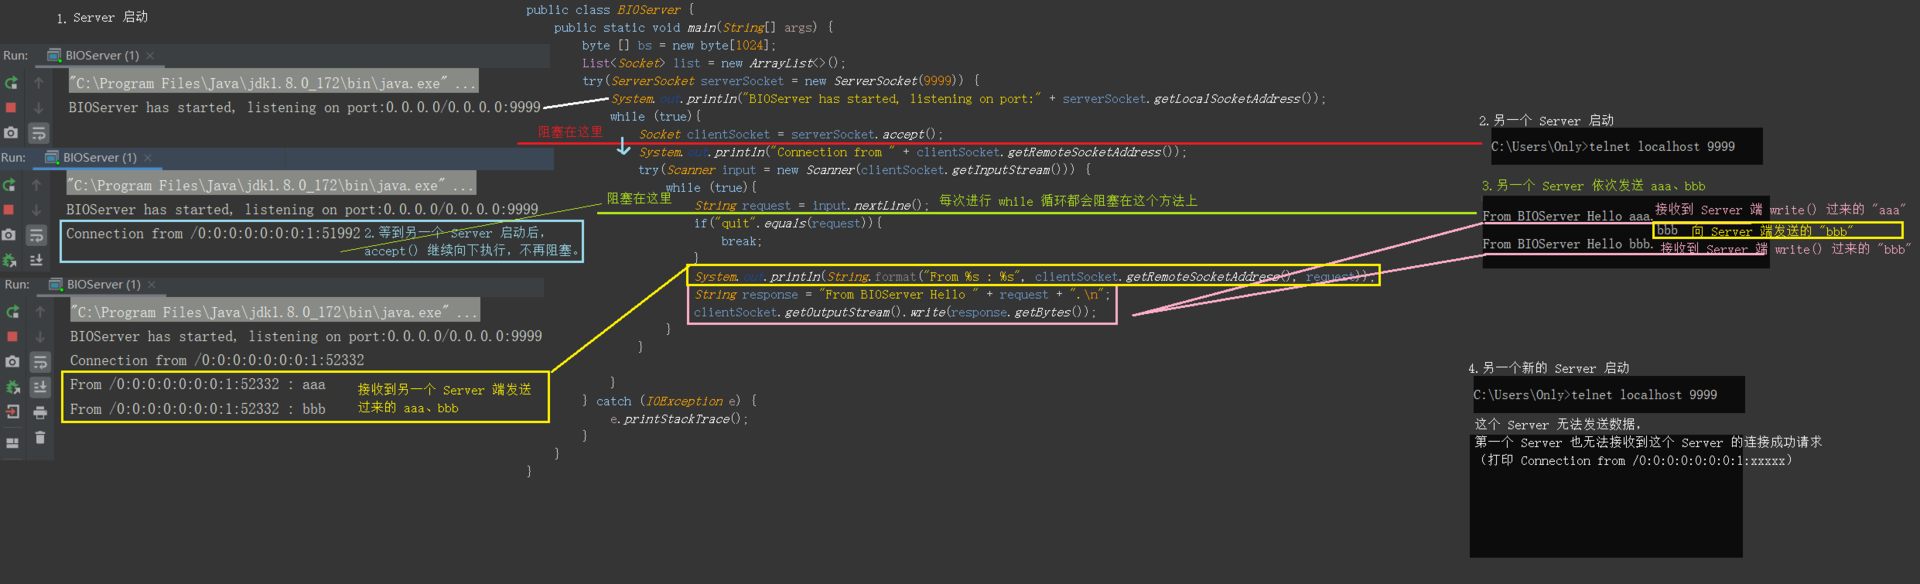 1. Server 启动
Run: BIOServer (1) ×
"C:\Program Files\Java\jdk1.8.0_172\bin\java.exe" ...
BIOServer has started, listening on port:0.0.0.0/0.0.0.0:9999
Run: BIOServer (1) ×
"C:\Program Files\Java\jdk1.8.0_172\bin\java.exe" ...
BIOServer has started, listening on port:0.0.0.0/0.0.0.0:9999
Connection from /0:0:0:0:0:0:0:1:51992
2.等到另一个 Server 启动后，
accept() 继续向下执行，不再阻塞。
Run: BIOServer (1) ×
"C:\Program Files\Java\jdk1.8.0_172\bin\java.exe" ...
BIOServer has started, listening on port:0.0.0.0/0.0.0.0:9999
Connection from /0:0:0:0:0:0:0:1:52332
From /0:0:0:0:0:0:0:1:52332 : aaa
From /0:0:0:0:0:0:0:1:52332 : bbb
接收到另一个 Server 端发送
过来的 aaa、bbb
public class BIOServer {
public static void main(String[] args) {
byte [] bs = new byte[1024];
List<Socket> list = new ArrayList<>();
try(ServerSocket serverSocket = new ServerSocket(9999)) {
System.out.println("BIOServer has started, listening on port:" + serverSocket.getLocalSocketAddress());
while (true){
阻塞在这里
Socket clientSocket = serverSocket.accept();
System.out.println("Connection from " + clientSocket.getRemoteSocketAddress());
try(Scanner input = new Scanner(clientSocket.getInputStream())) {
while (true){
阻塞在这里
String request = input.nextLine();
每次进行 while 循环都会阻塞在这个方法上
if("quit".equals(request)){
break;
}
System.out.println(String.format("From %s : %s", clientSocket.getRemoteSocketAddress(), request));
String response = "From BIOServer Hello " + request + ".\n";
clientSocket.getOutputStream().write(response.getBytes());
}
}
}
} catch (IOException e) {
e.printStackTrace();
}
}
}
2.另一个 Server 启动
C:\Users\Only>telnet localhost 9999
3.另一个 Server 依次发送 aaa、bbb
From BIOServer Hello aaa.
接收到 Server 端 write() 过来的 "aaa"
bbb 向 Server 端发送的 "bbb"
From BIOServer Hello bbb.
接收到 Server 端 write() 过来的 "bbb"
4.另一个新的 Server 启动
C:\Users\Only>telnet localhost 9999
这个 Server 无法发送数据，
第一个 Server 也无法接收到这个 Server 的连接成功请求
（打印 Connection from /0:0:0:0:0:0:0:1:xxxxx）